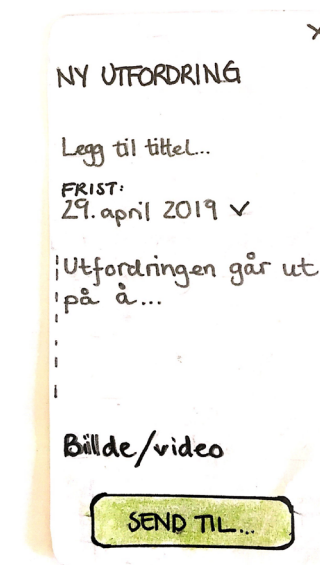 NY UTFORDRING
Legg til tittel...
FRIST:
29. april 2019
Utfordringen går ut
på å...
Bilde/video
SEND TIL...